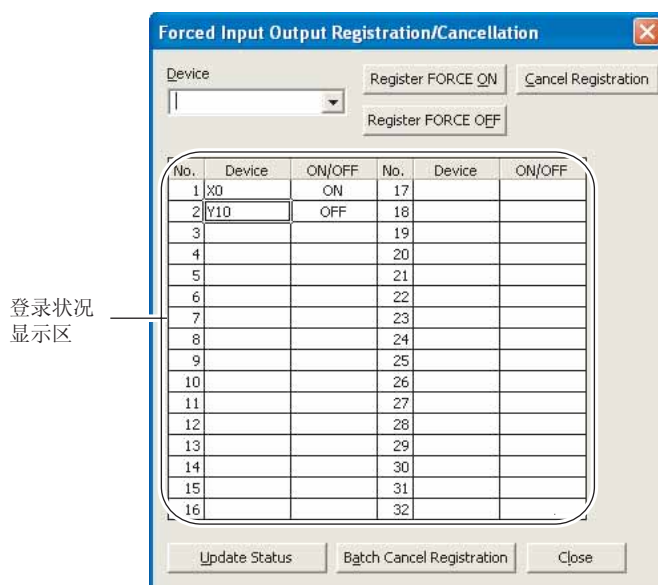 Forced Input Output Registration/Cancellation
Device
Register FORCE ON
Cancel Registration
Register FORCE OFF
No. Device ON/OFF No. Device ON/OFF
1 X0 ON 17
2 Y10 OFF 18
3 19
4 20
5 21
6 22
登录状况
显示区
7 23
8 24
9 25
10 26
11 27
12 28
13 29
14 30
15 31
16 32
Update Status
Batch Cancel Registration
Close